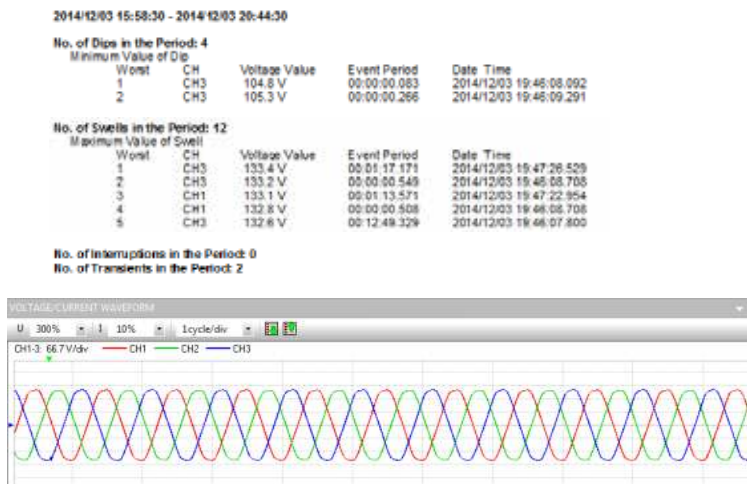 2014/12/03 15:58:30 - 2014/12/03 20:44:30
No. of Dips in the Period: 4
Minimum Value of Dip
Worst CH Voltage Value Event Period Date Time
1 CH3 104.8 V 00:00:00.083 2014/12/03 19:46:08.092
2 CH3 105.3 V 00:00:00.266 2014/12/03 19:46:09.291
No. of Swells in the Period: 12
Maximum Value of Swell
Worst CH Voltage Value Event Period Date Time
1 CH3 133.4 V 00:01:17.171 2014/12/03 19:47:26.529
2 CH3 133.2 V 00:00:00.549 2014/12/03 19:46:08.708
3 CH1 133.1 V 00:01:13.571 2014/12/03 19:47:22.954
4 CH1 132.8 V 00:00:00.508 2014/12/03 19:46:08.708
5 CH3 132.6 V 00:12:49.329 2014/12/03 19:46:07.800
No. of Interruptions in the Period: 0
No. of Transients in the Period: 2
VOLTAGE/CURRENT WAVEFORM
U 300% I 10% 1cycle/div
CH1-3: 66.7 V/div CH1 CH2 CH3